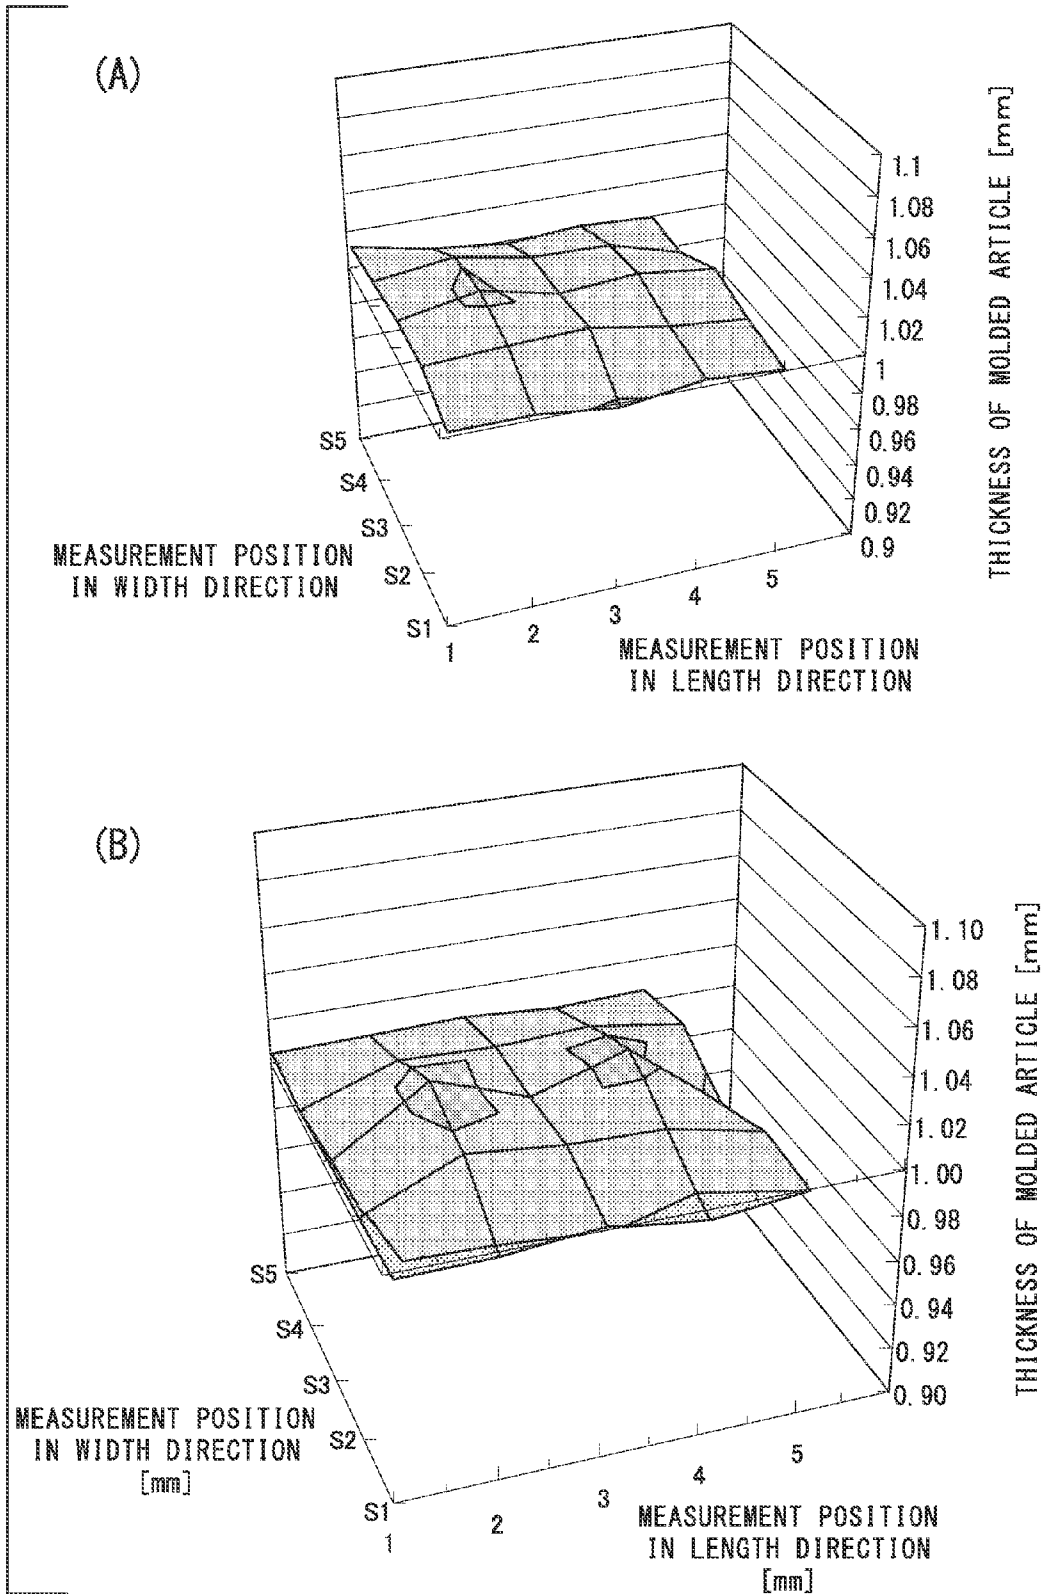 (A)
1.1
1.08
1.06
1.04
1.02
1
0.98
0.96
0.94
0.92
0.9
THICKNESS OF MOLDED ARTICLE [mm]
S5
S4
S3
S2
S1
MEASUREMENT POSITION
IN WIDTH DIRECTION
1
2
3
4
5
MEASUREMENT POSITION
IN LENGTH DIRECTION
(B)
1.10
1.08
1.06
1.04
1.02
1.00
0.98
0.96
0.94
0.92
0.90
THICKNESS OF MOLDED ARTICLE [mm]
S5
S4
S3
S2
S1
MEASUREMENT POSITION
IN WIDTH DIRECTION
[mm]
1
2
3
4
5
MEASUREMENT POSITION
IN LENGTH DIRECTION
[mm]